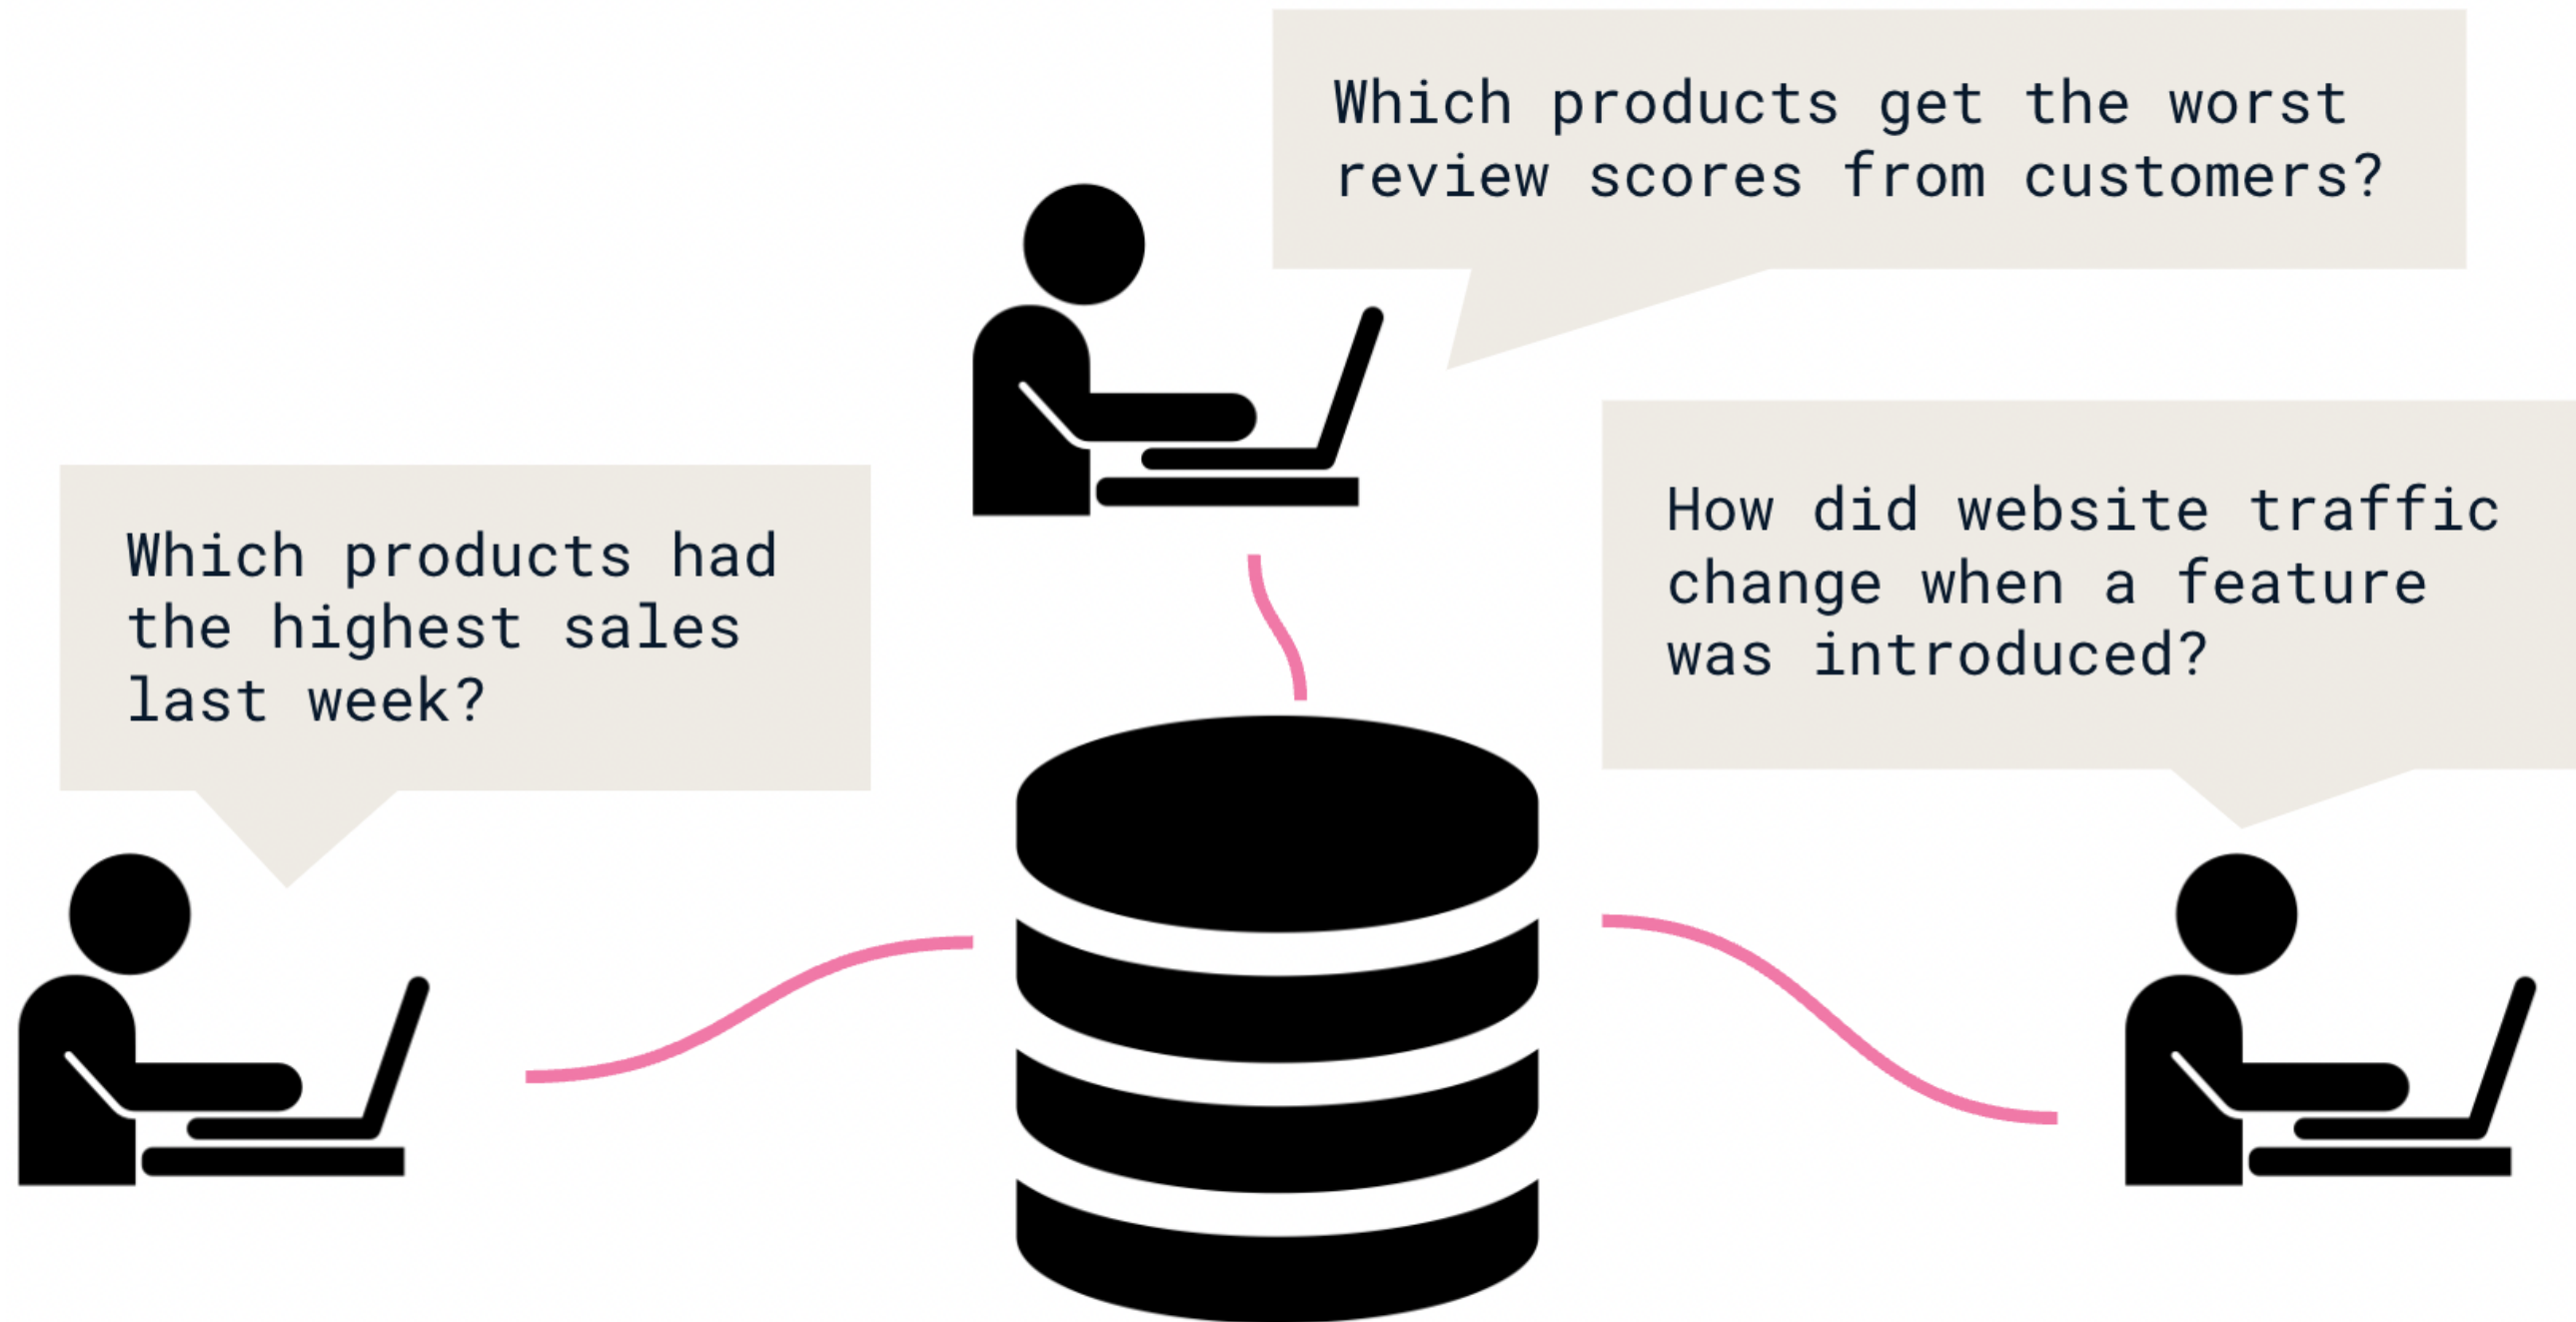 Which products get the worst
review scores from customers?
Which products had
the highest sales
last week?
How did website traffic
change when a feature
was introduced?